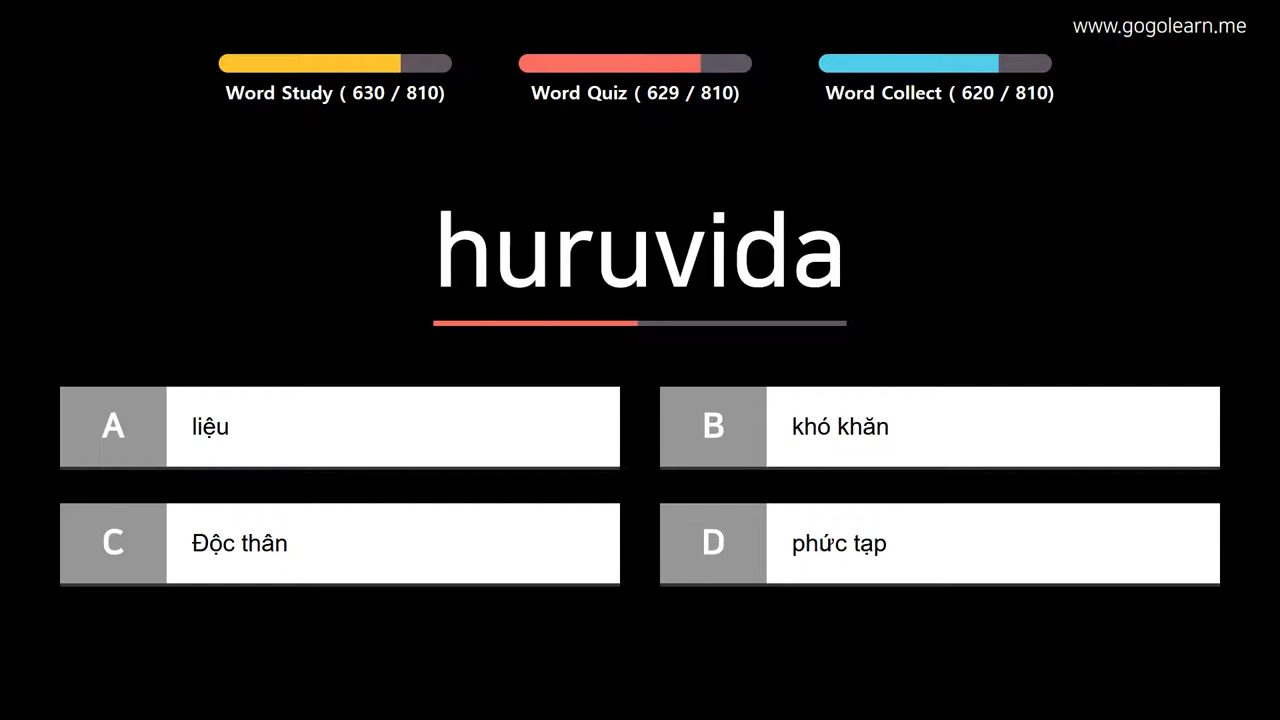 www.gogolearn.me
Word Study ( 630 / 810)
Word Quiz ( 629 / 810)
Word Collect ( 620 / 810)
huruvida
A liệu
B khó khăn
C Độc thân
D phức tạp